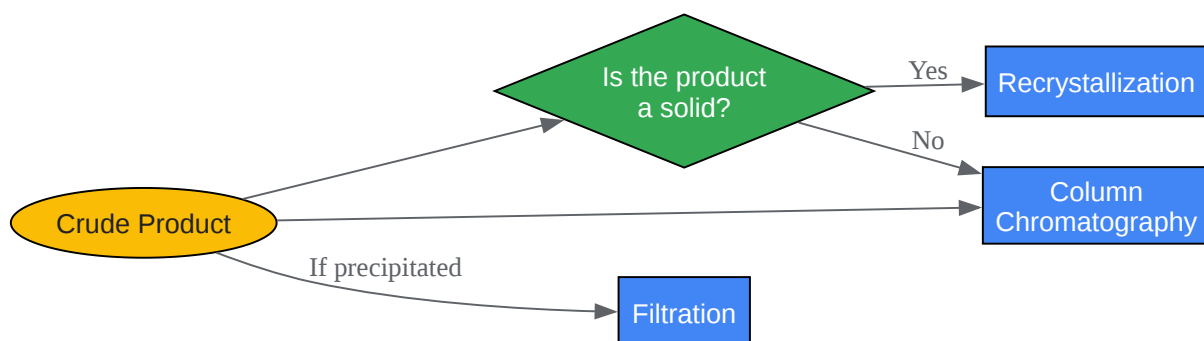 Is the product
a solid?
Yes
Recrystallization
No
Column
Chromatography
Crude Product
If precipitated
Filtration